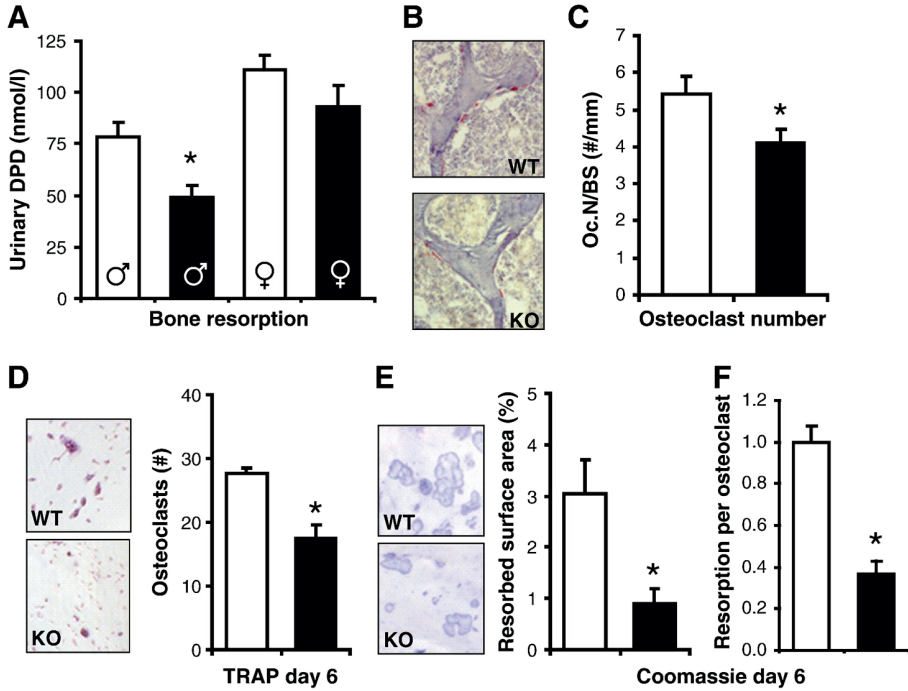 A
Urinary DPD (nmol/l)
125
100
75
50
25
0
*
♂
♂
♀
♀
Bone resorption
B
WT
KO
C
Oc.N/BS (#/mm)
7
6
5
4
3
2
1
0
*
Osteoclast number
D
WT
KO
Osteoclasts (#)
40
30
20
10
0
*
TRAP day 6
E
WT
KO
Resorbed surface area (%)
5
4
3
2
1
0
*
F
Resorption per osteoclast
1.2
1.0
0.8
0.6
0.4
0.2
0.0
*
Coomassie day 6